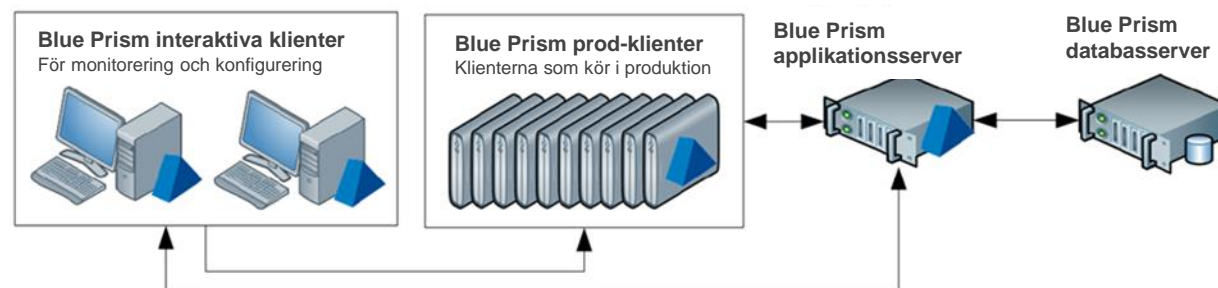 Blue Prism interaktiva klienter
För monitorering och konfigurering
Blue Prism prod-klienter
Klienterna som kör i produktion
Blue Prism
applikationsserver
Blue Prism
databasserver